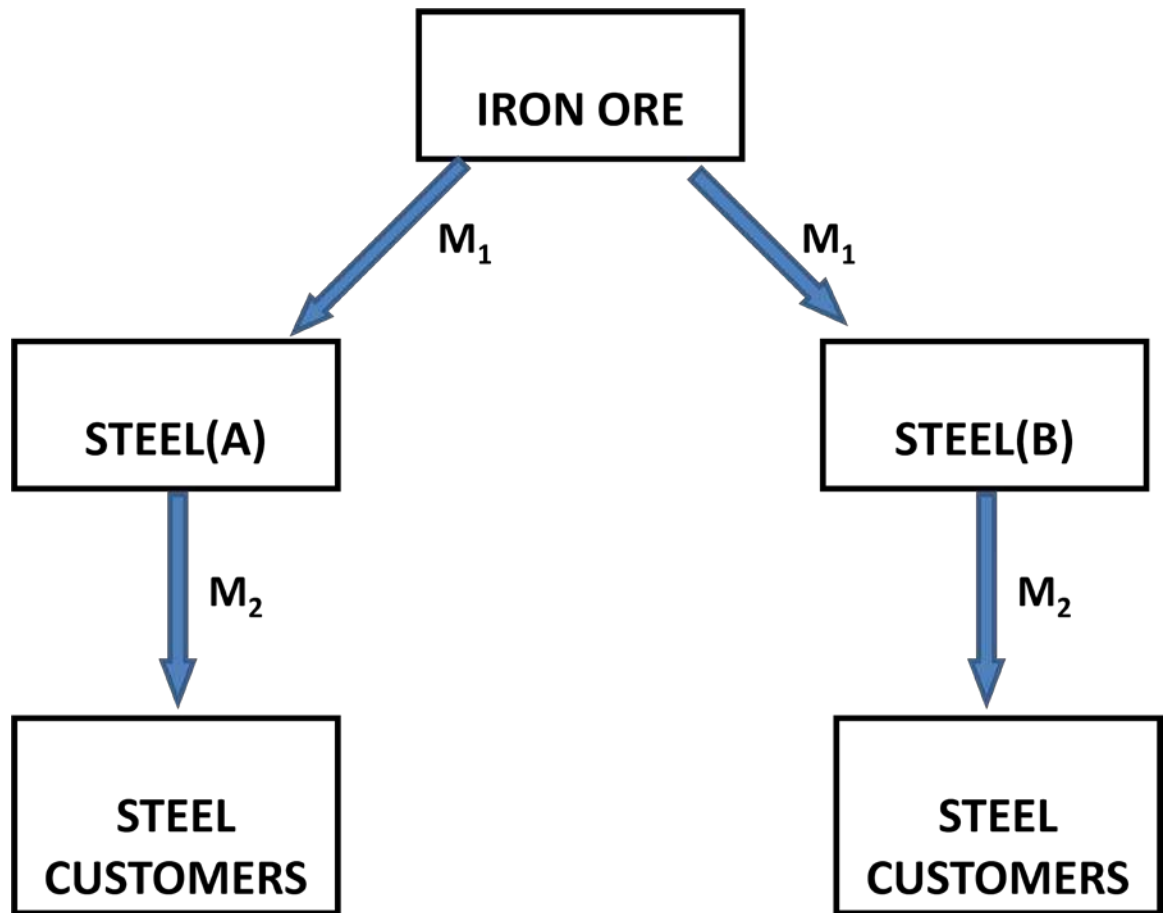 IRON ORE
M₁
M₁
STEEL(A)
STEEL(B)
M₂
M₂
STEEL
CUSTOMERS
STEEL
CUSTOMERS